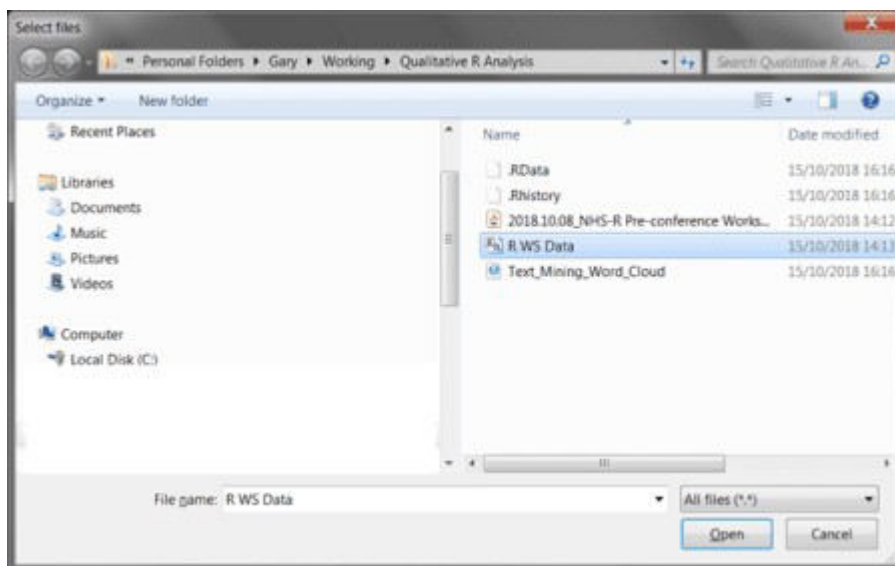 Select files
Personal Folders ▸ Gary ▸ Working ▸ Qualitative R Analysis
Search Qualitative R An...
Organize
New folder
Recent Places
Libraries
Documents
Music
Pictures
Videos
Computer
Local Disk (C:)
Name
Date modified
.RData
15/10/2018 16:16
.Rhistory
15/10/2018 16:16
2018.10.08_NHS-R Pre-conference Works...
15/10/2018 14:12
R WS Data
15/10/2018 14:13
Text_Mining_Word_Cloud
15/10/2018 16:16
File name: R WS Data
All files (*.*)
Open
Cancel